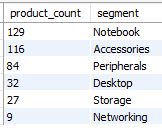 product_count segment
129 Notebook
116 Accessories
84 Peripherals
32 Desktop
27 Storage
9 Networking